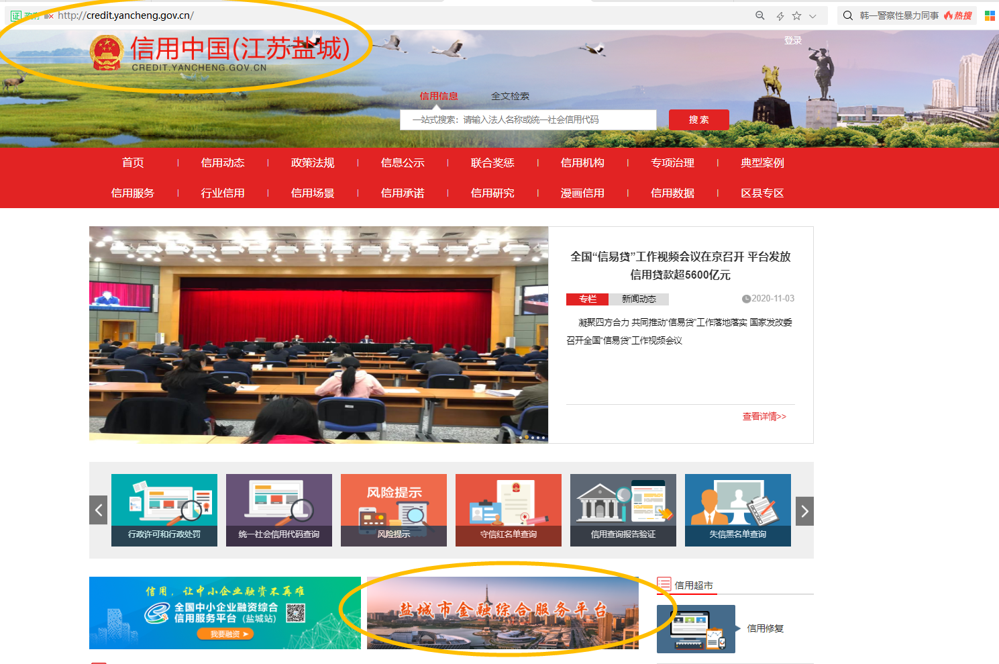 证 政府 http://credit.yancheng.gov.cn/
韩一警察性暴力同事 热搜
登录
信用中国(江苏盐城)
CREDIT.YANCHENG.GOV.CN
信用信息 全文检索
一站式搜索：请输入法人名称或统一社会信用代码 搜 索
首页 信用动态 政策法规 信息公示 联合奖惩 信用机构 专项治理 典型案例
信用服务 行业信用 信用场景 信用承诺 信用研究 漫画信用 信用数据 区县专区
全国“信易贷”工作视频会议在京召开 平台发放
信用贷款超5600亿元
专栏 新闻动态 2020-11-03
凝聚四方合力 共同推动“信易贷”工作落地落实 国家发改委
召开全国“信易贷”工作视频会议
查看详情>>
风险提示
行政许可和行政处罚 统一社会信用代码查询 风险提示 守信红名单查询 信用查询报告验证 失信黑名单查询
信用，让中小企业融资不再难
全国中小企业融资综合
信用服务平台（盐城站）
我要融资
盐城市金融综合服务平台
信用超市
信用修复